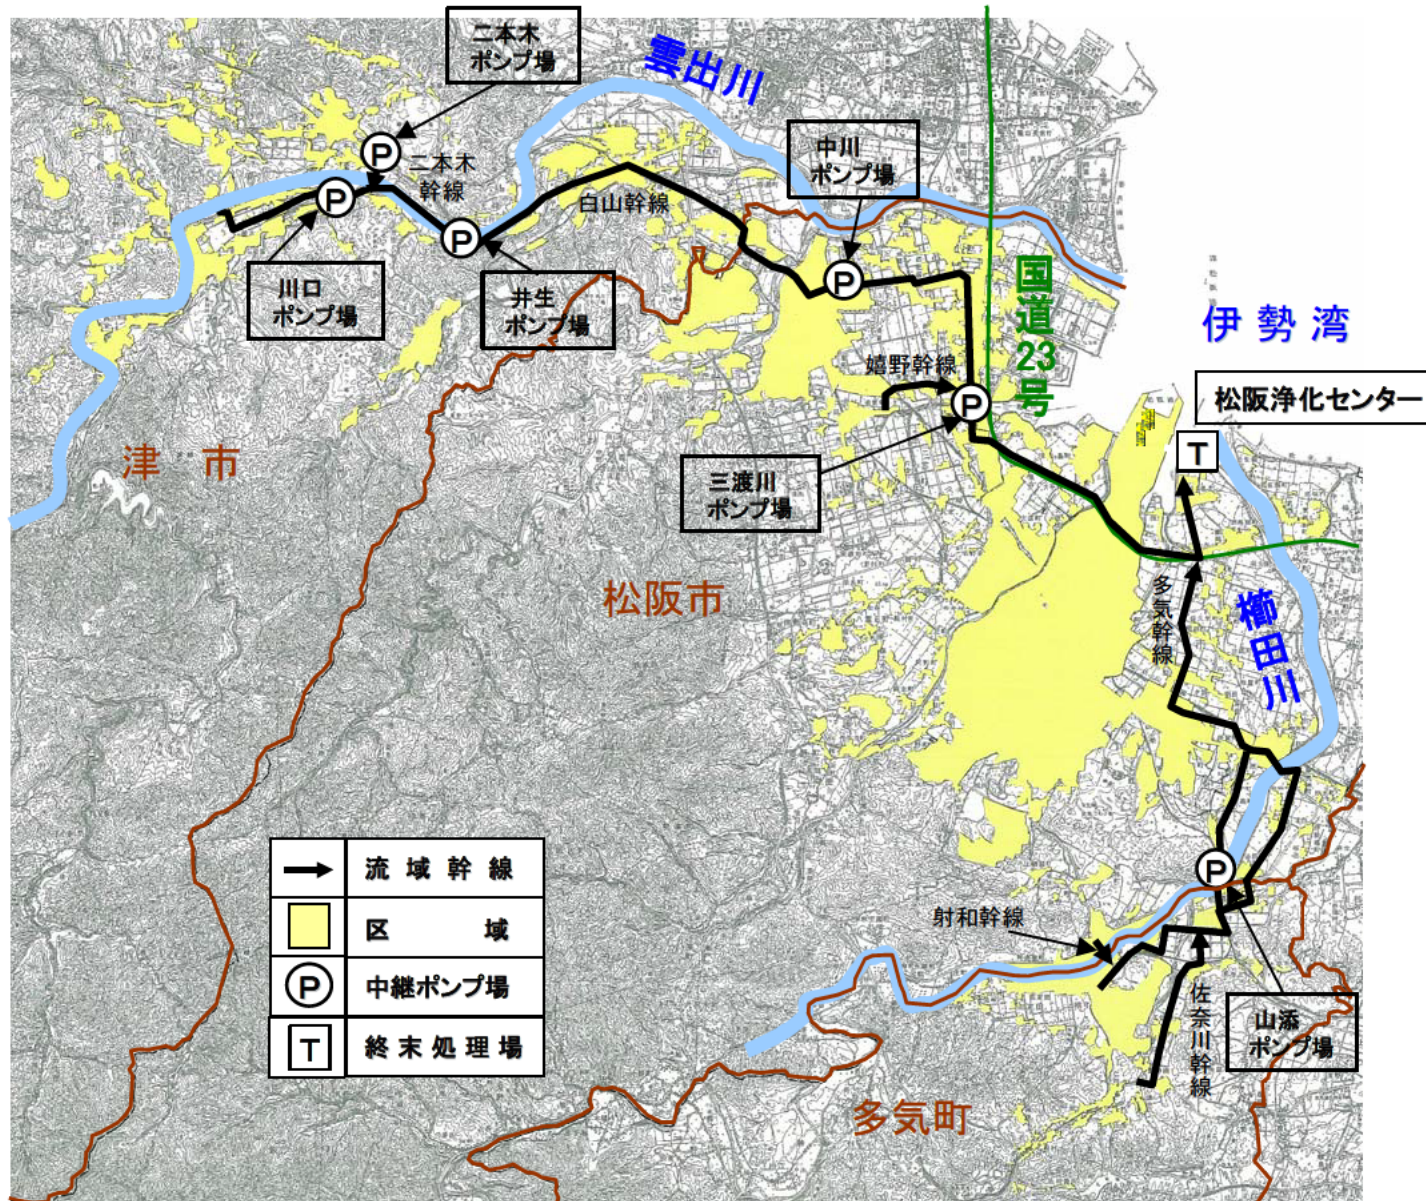 二本木
ポンプ場
雲出川
中川
ポンプ場
P
二本木
幹線
P
P
白山幹線
川口
ポンプ場
井生
ポンプ場
P
国道23号
伊勢湾
嬉野幹線
P
松阪浄化センター
T
津市
三渡川
ポンプ場
松阪市
多気幹線
櫛田川
流域幹線
区域
P
中継ポンプ場
T
終末処理場
P
射和幹線
佐奈川幹線
山添
ポンプ場
多気町